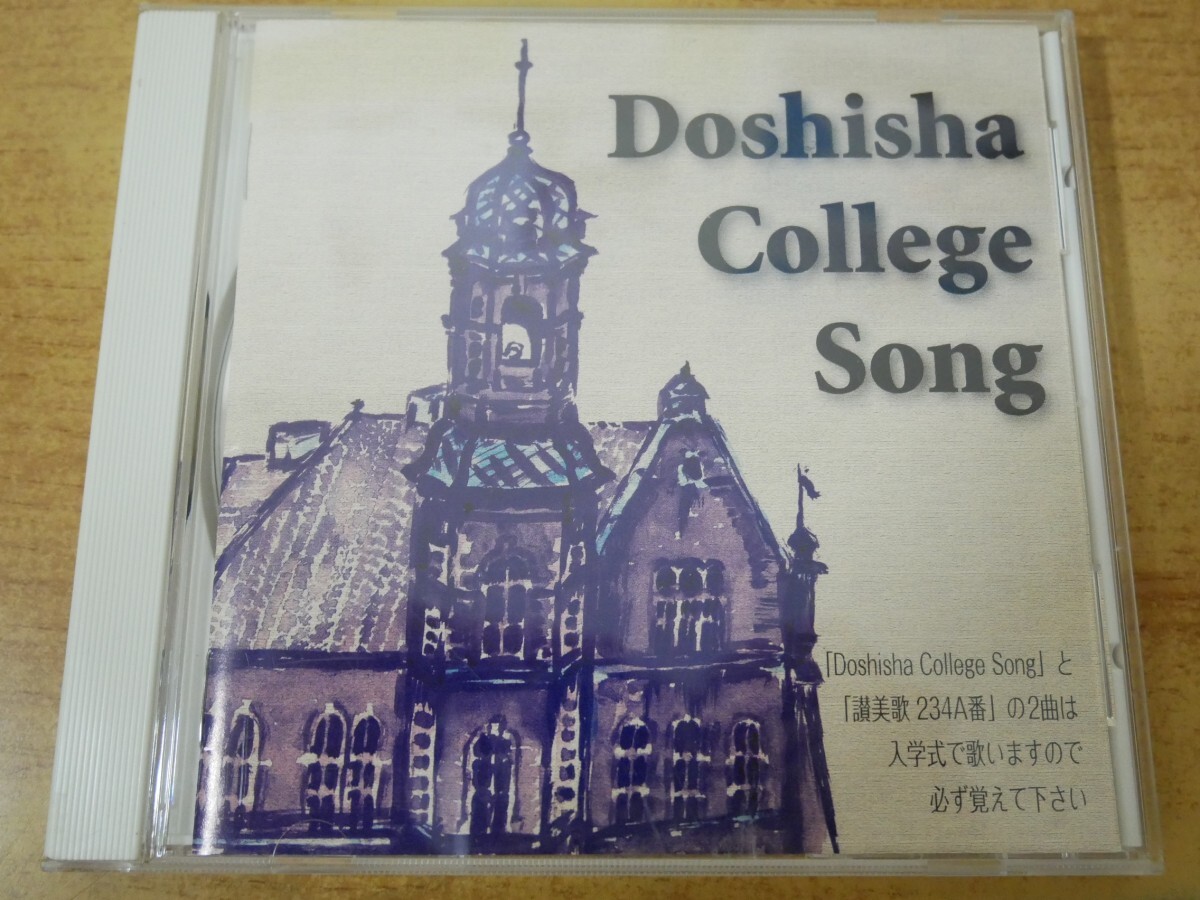 Doshisha
College
Song
「Doshisha College Song」と
「讃美歌 234A番」の2曲は
入学式で歌いますので
必ず覚えて下さい